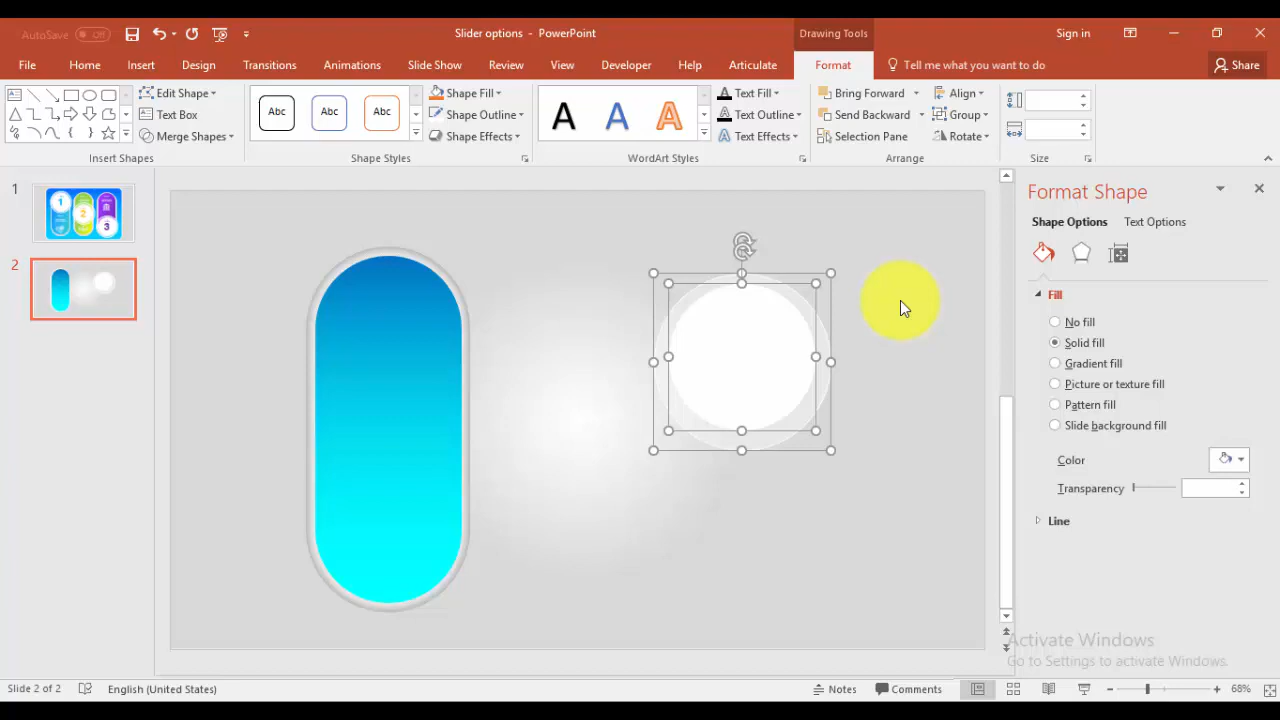 AutoSave Off
Slider options - PowerPoint
Drawing Tools
Sign in
File Home Insert Design Transitions Animations Slide Show Review View Developer Help Articulate Format Tell me what you want to do Share
Edit Shape
Text Box
Merge Shapes
Insert Shapes
Abc Abc Abc
Shape Fill
Shape Outline
Shape Effects
Shape Styles
A A A
Text Fill
Text Outline
Text Effects
WordArt Styles
Bring Forward
Send Backward
Selection Pane
Align
Group
Rotate
Arrange
Size
1
1 2 3
2
Format Shape
Shape Options Text Options
Fill
No fill
Solid fill
Gradient fill
Picture or texture fill
Pattern fill
Slide background fill
Color
Transparency
Line
Activate Windows
Go to Settings to activate Windows.
Slide 2 of 2 English (United States) Notes Comments 68%